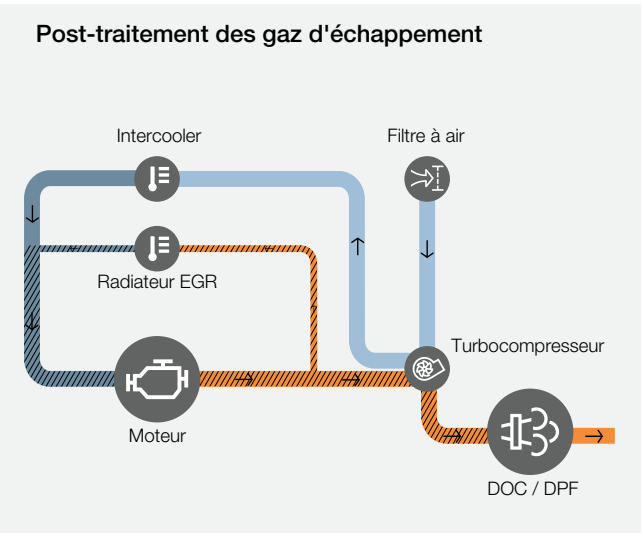 Post-traitement des gaz d'échappement
Intercooler
Filtre à air
Radiateur EGR
Turbocompresseur
Moteur
DOC / DPF